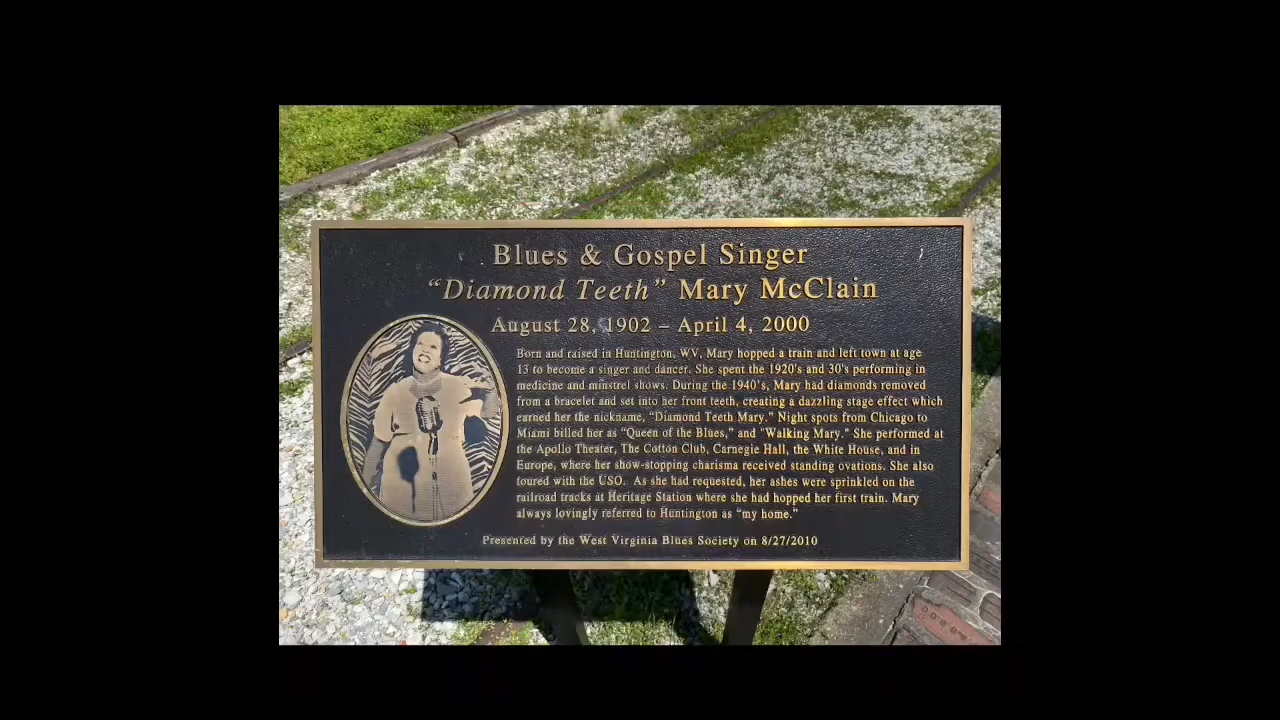 Blues & Gospel Singer
“Diamond Teeth” Mary McClain
August 28, 1902 – April 4, 2000
Born and raised in Huntington, WV, Mary hopped a train and left town at age
13 to become a singer and dancer. She spent the 1920's and 30's performing in
medicine and minstrel shows. During the 1940's, Mary had diamonds removed
from a bracelet and set into her front teeth, creating a dazzling stage effect which
earned her the nickname, “Diamond Teeth Mary.” Night spots from Chicago to
Miami billed her as “Queen of the Blues,” and “Walking Mary.” She performed at
the Apollo Theater, The Cotton Club, Carnegie Hall, the White House, and in
Europe, where her show-stopping charisma received standing ovations. She also
toured with the USO. As she had requested, her ashes were sprinkled on the
railroad tracks at Heritage Station where she had hopped her first train. Mary
always lovingly referred to Huntington as “my home.”
Presented by the West Virginia Blues Society on 8/27/2010